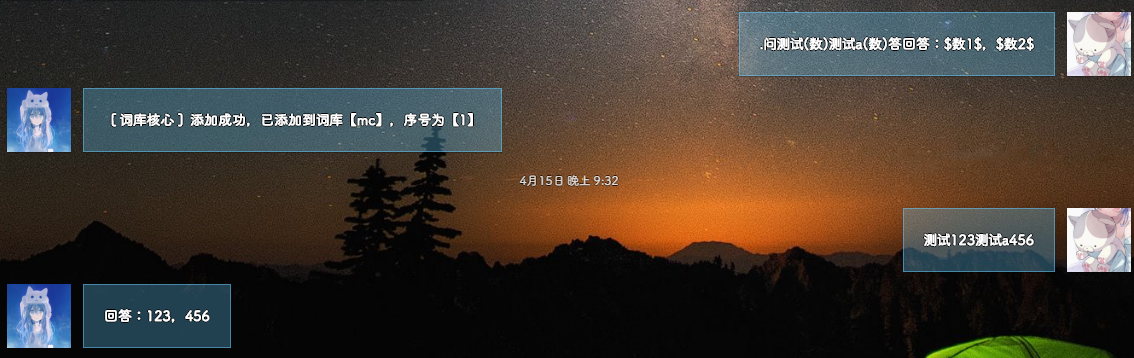 .问测试(数)测试a(数)答回答：$数1$，$数2$
〔 词库核心 〕添加成功，已添加到词库【mc】，序号为【1】
4月15日 晚上 9:32
测试123测试a456
回答：123，456